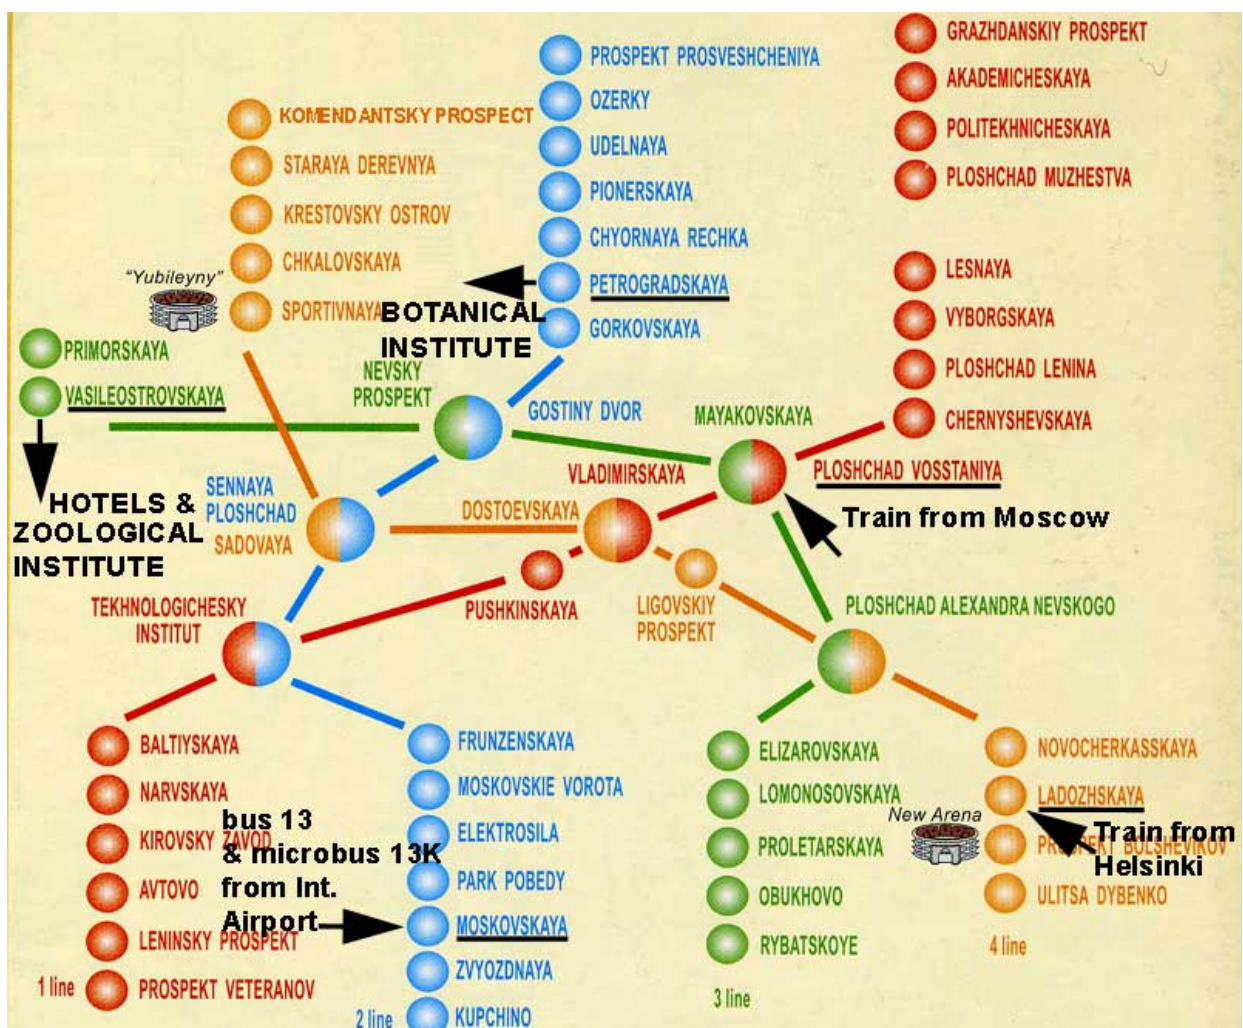 GRAZHDANSKIY PROSPEKT
AKADEMICHESKAYA
POLITEKHNICHESKAYA
PLOSHCHAD MUZHESTVA
LESNAYA
VYBORGSKAYA
PLOSHCHAD LENINA
CHERNYSHEVSKAYA
PROSPEKT PROSVESHCHENIYA
OZERKY
UDELNAYA
PIONERSKAYA
CHYORNAYA RECHKA
PETROGRADSKAYA
GORKOVSKAYA
BOTANICAL
INSTITUTE
KOMENDANTSKY PROSPECT
STARAYA DEREVNYA
KRESTOVSKY OSTROV
CHKALOVSKAYA
SPORTIVNAYA
"Yubileyny"
PRIMORSKAYA
VASILEOSTROVSKAYA
HOTELS &
ZOOLOGICAL
INSTITUTE
NEVSKY
PROSPEKT
GOSTINY DVOR
MAYAKOVSKAYA
PLOSHCHAD VOSSTANIYA
Train from Moscow
VLADIMIRSKAYA
DOSTOEVSKAYA
SENNAYA
PLOSHCHAD
SADOVAYA
PUSHKINSKAYA
LIGOVSKIY
PROSPEKT
TEKHNOLOGICHESKY
INSTITUT
PLOSHCHAD ALEXANDRA NEVSKOGO
BALTIYSKAYA
NARVSKAYA
KIROVSKY ZAVOD
AVTOVO
LENINSKY PROSPEKT
PROSPEKT VETERANOV
1 line
bus 13
& microbus 13K
from Int.
Airport
FRUNZENSKAYA
MOSKOVSKIE VOROTA
ELEKTROSILA
PARK POBEDY
MOSKOVSKAYA
ZVYOZDNAYA
KUPCHINO
2 line
ELIZAROVSKAYA
LOMONOSOVSKAYA
PROLETARSKAYA
OBUKHOVO
RYBATSKOYE
3 line
NOVOCHERKASSKAYA
LADOZHSKAYA
PROSPEKT BOLSHEVIKOV
ULITSA DYBENKO
4 line
New Arena
Train from
Helsinki